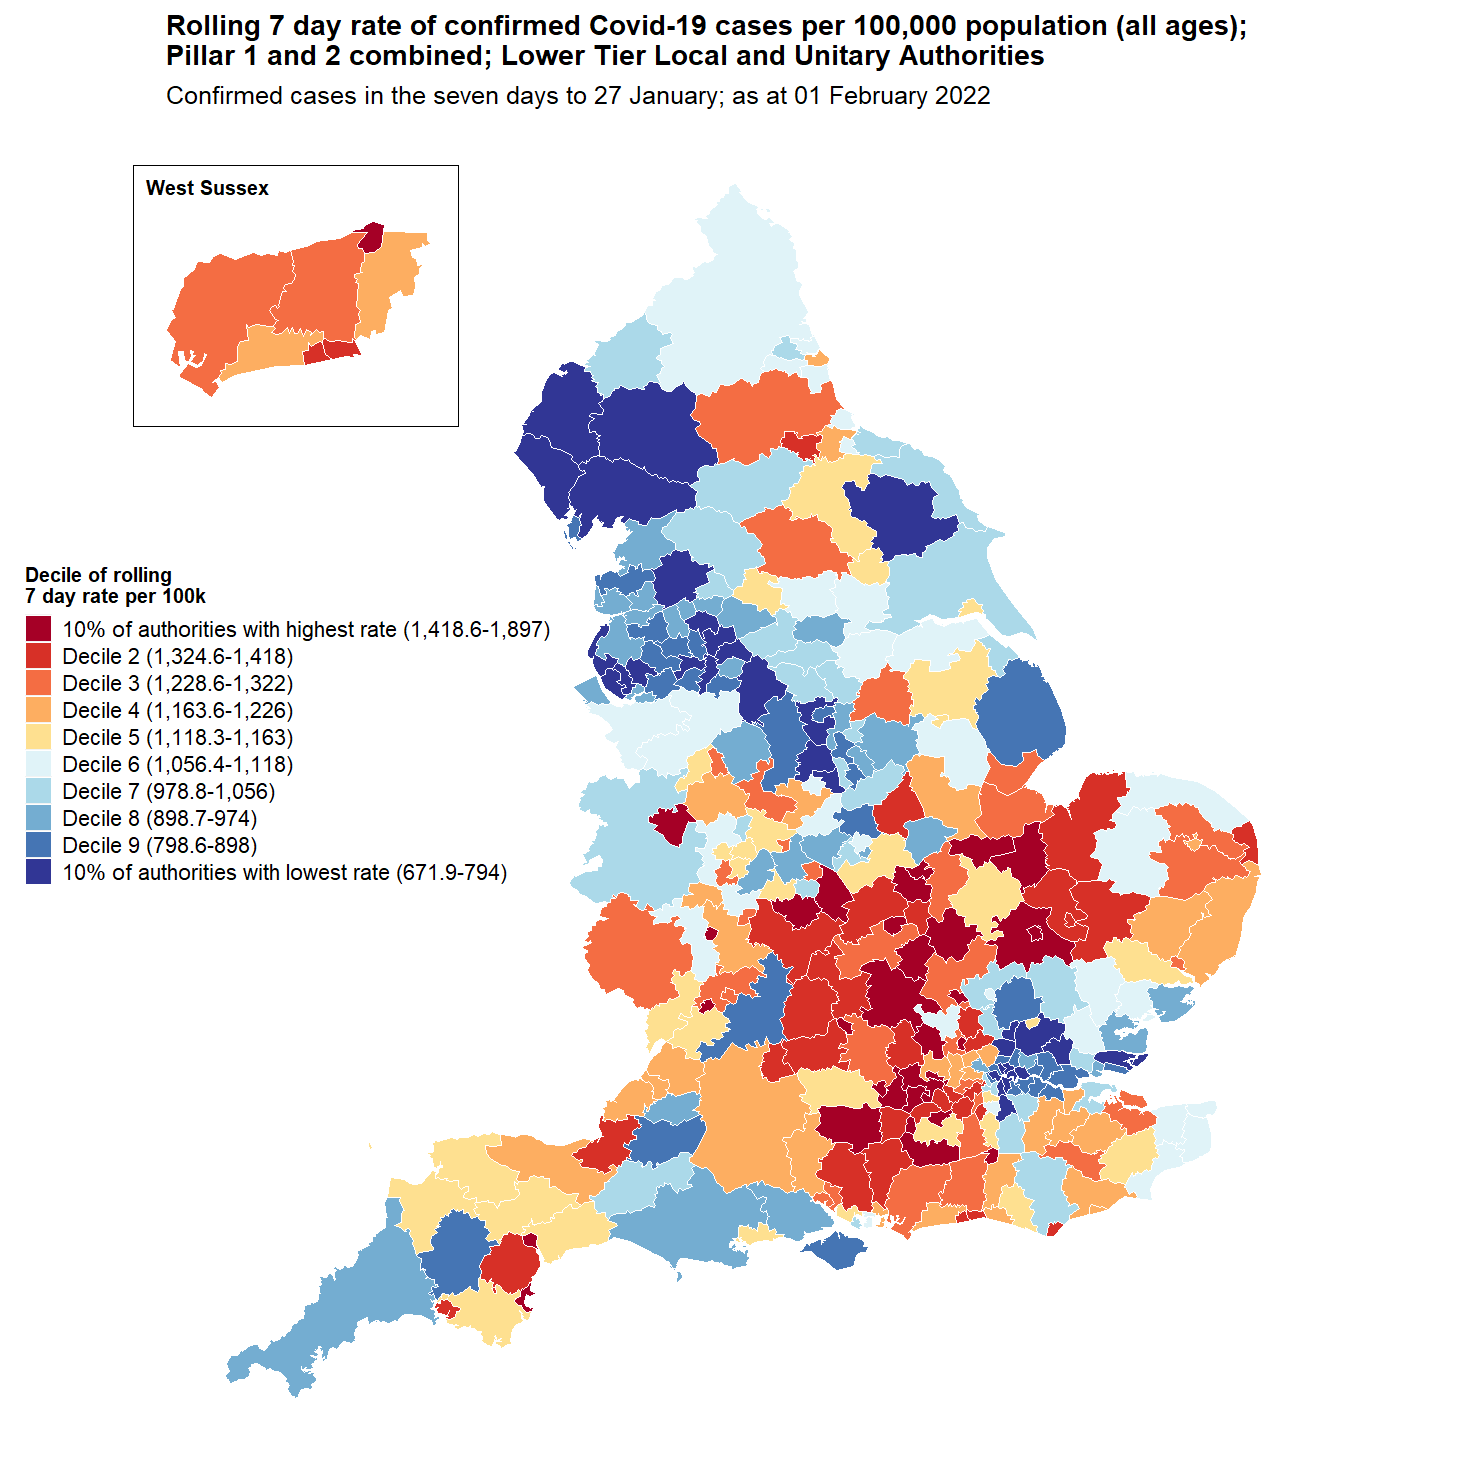 Rolling 7 day rate of confirmed Covid-19 cases per 100,000 population (all ages);
Pillar 1 and 2 combined; Lower Tier Local and Unitary Authorities
Confirmed cases in the seven days to 27 January; as at 01 February 2022
West Sussex
Decile of rolling
7 day rate per 100k
10% of authorities with highest rate (1,418.6-1,897)
Decile 2 (1,324.6-1,418)
Decile 3 (1,228.6-1,322)
Decile 4 (1,163.6-1,226)
Decile 5 (1,118.3-1,163)
Decile 6 (1,056.4-1,118)
Decile 7 (978.8-1,056)
Decile 8 (898.7-974)
Decile 9 (798.6-898)
10% of authorities with lowest rate (671.9-794)